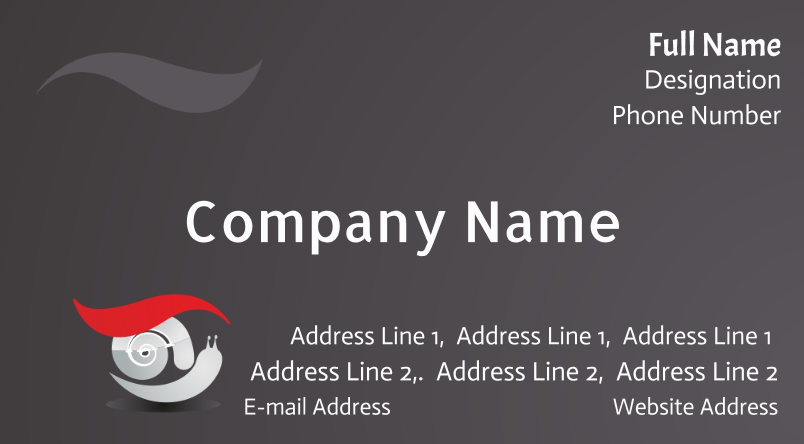 Full Name
Designation
Phone Number
Company Name
Address Line 1,  Address Line 1,  Address Line 1
Address Line 2,.  Address Line 2,  Address Line 2
E-mail Address
Website Address